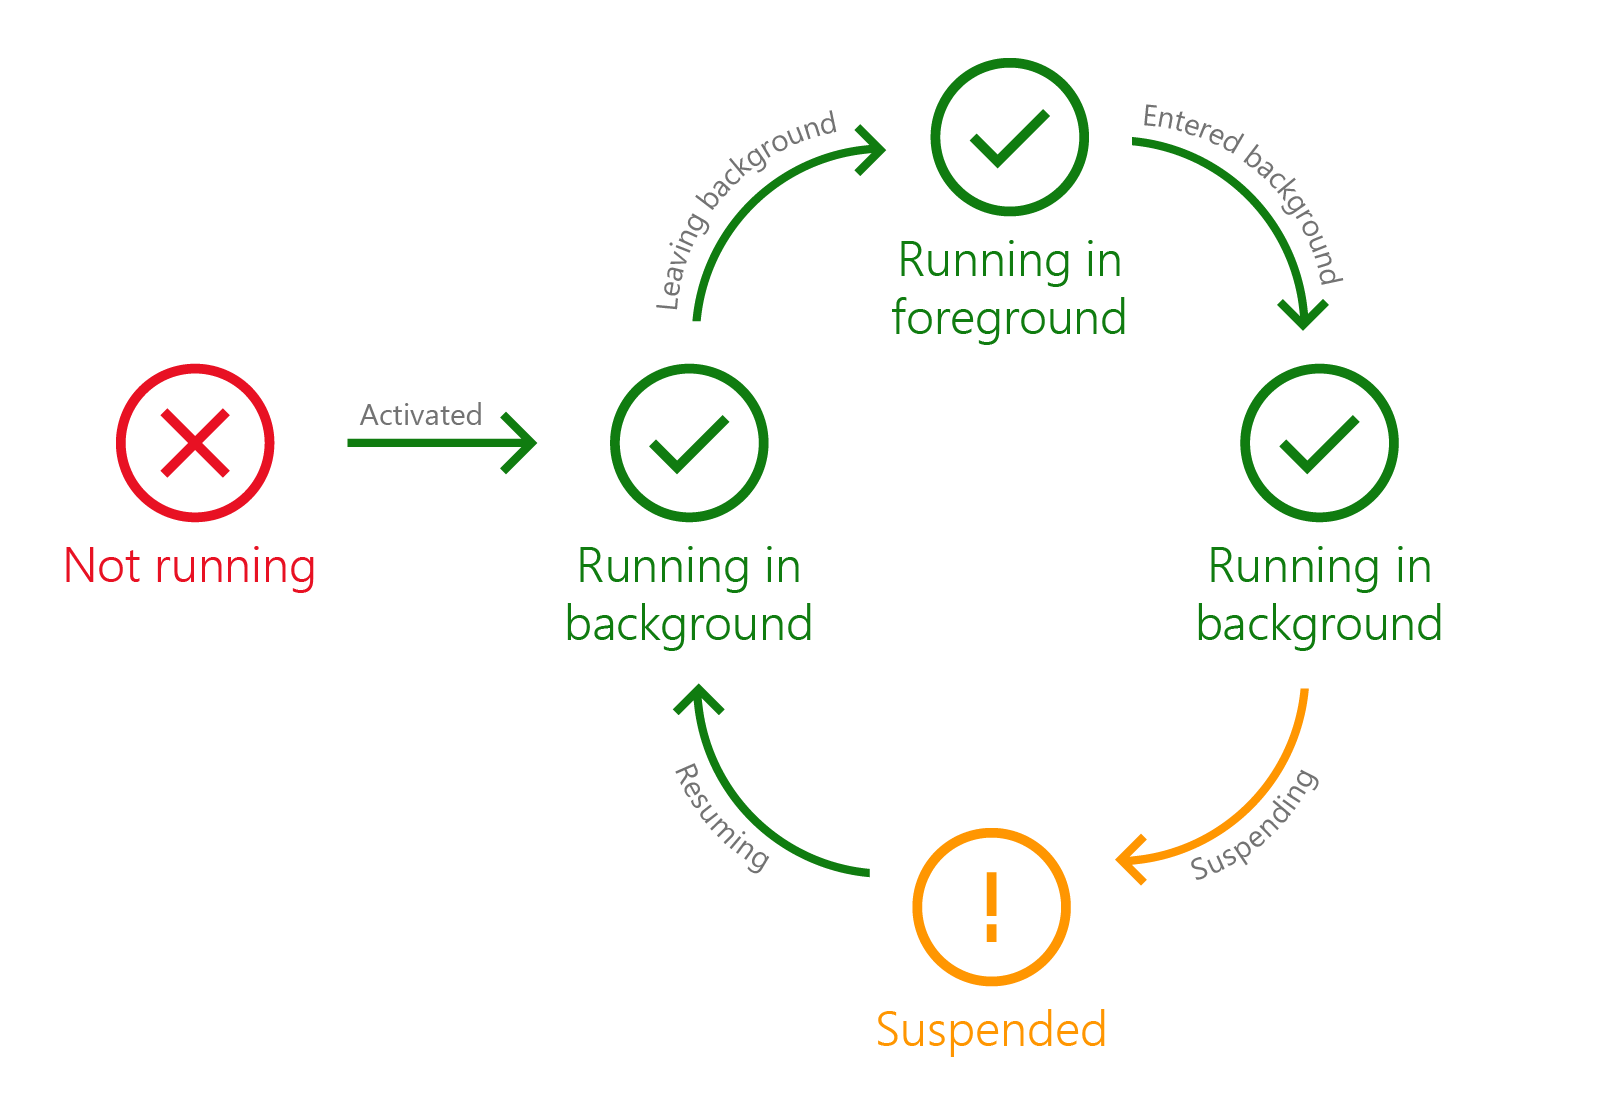 Leaving background
Entered background
Running in
foreground
Activated
Not running
Running in
background
Running in
background
Resuming
Suspending
Suspended